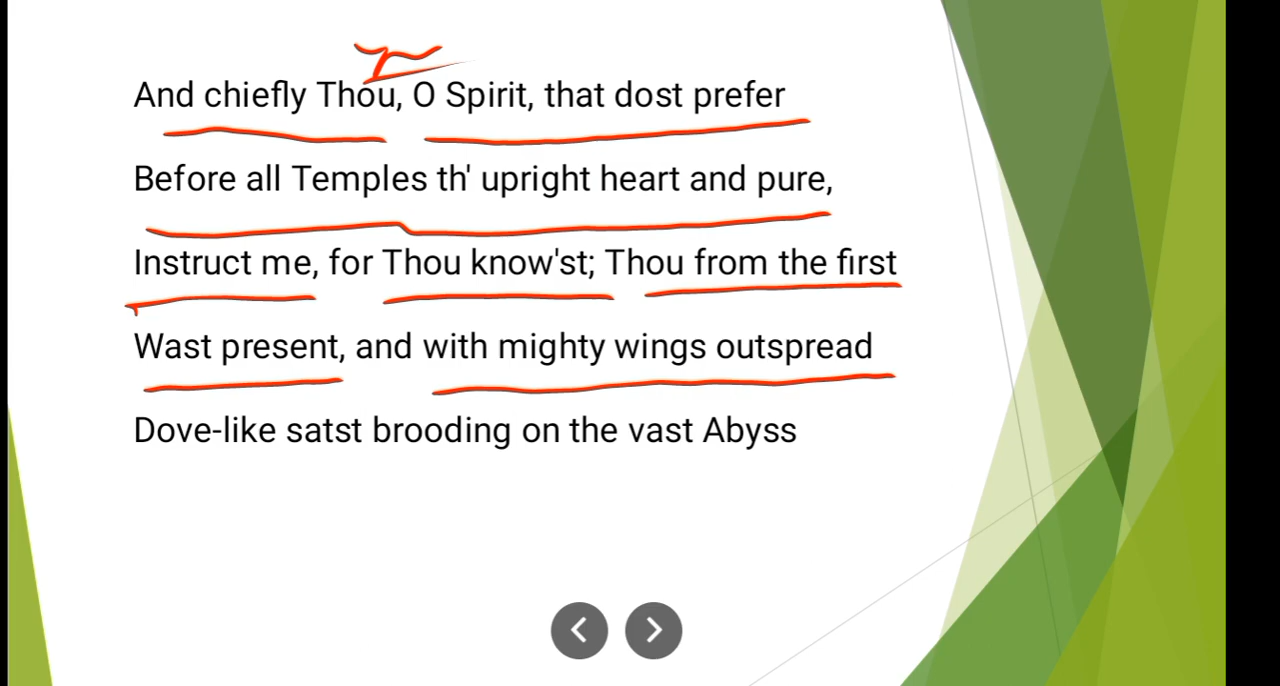 And chiefly Thou, O Spirit, that dost prefer
Before all Temples th' upright heart and pure,
Instruct me, for Thou know'st; Thou from the first
Wast present, and with mighty wings outspread
Dove-like satst brooding on the vast Abyss